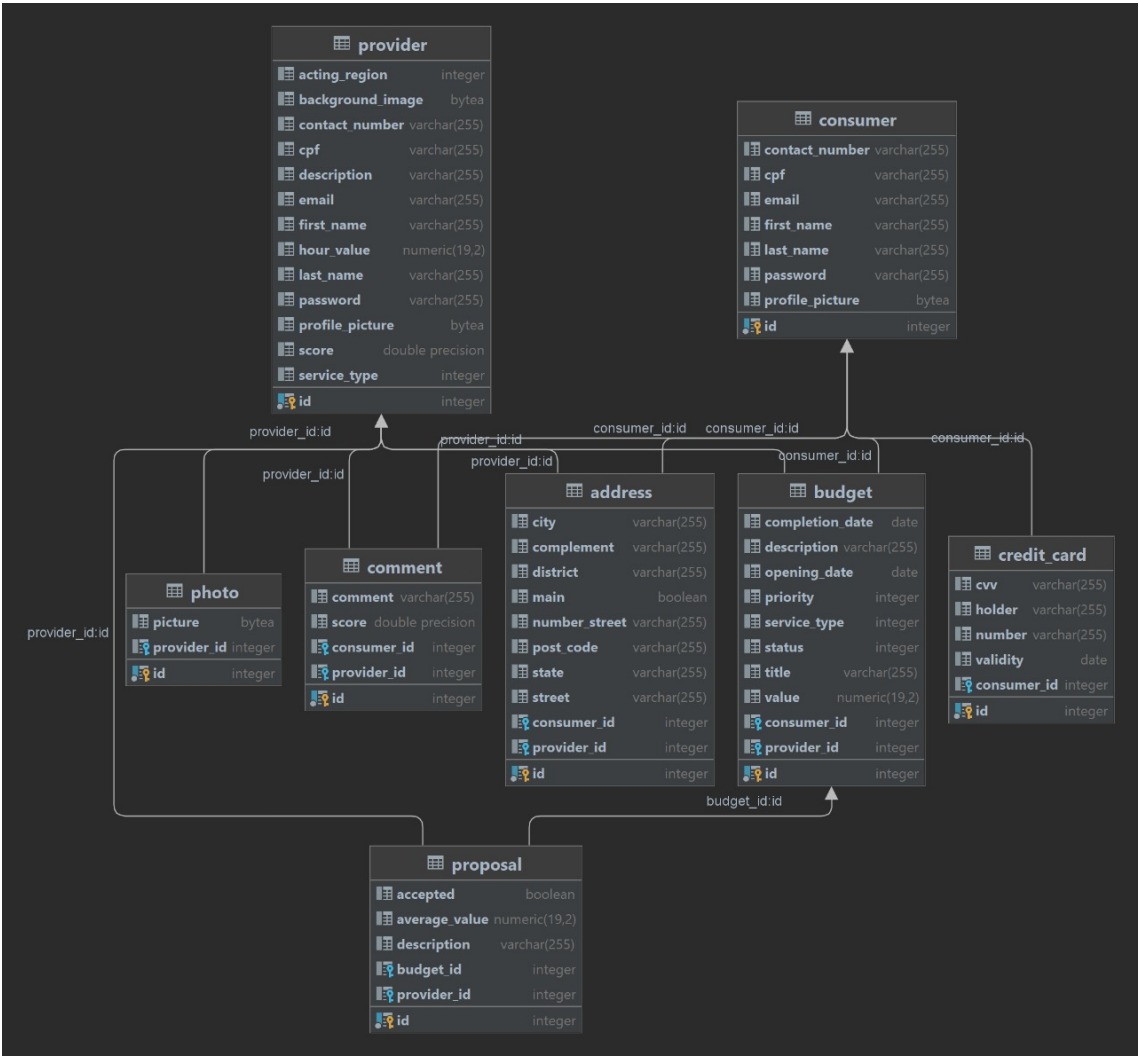 provider
acting_region integer
background_image bytea
contact_number varchar(255)
cpf varchar(255)
description varchar(255)
email varchar(255)
first_name varchar(255)
hour_value numeric(19,2)
last_name varchar(255)
password varchar(255)
profile_picture bytea
score double precision
service_type integer
id integer
consumer
contact_number varchar(255)
cpf varchar(255)
email varchar(255)
first_name varchar(255)
last_name varchar(255)
password varchar(255)
profile_picture bytea
id integer
provider_id:id
provider_id:id
provider_id:id
provider_id:id
consumer_id:id
consumer_id:id
consumer_id:id
consumer_id:id
photo
picture bytea
provider_id integer
id integer
comment
comment varchar(255)
score double precision
consumer_id integer
provider_id integer
id integer
address
city varchar(255)
complement varchar(255)
district varchar(255)
main boolean
number_street varchar(255)
post_code varchar(255)
state varchar(255)
street varchar(255)
consumer_id integer
provider_id integer
id integer
budget
completion_date date
description varchar(255)
opening_date date
priority integer
service_type integer
status integer
title varchar(255)
value numeric(19,2)
consumer_id integer
provider_id integer
id integer
credit_card
cvv varchar(255)
holder varchar(255)
number varchar(255)
validity date
consumer_id integer
id integer
provider_id:id
budget_id:id
proposal
accepted boolean
average_value numeric(19,2)
description varchar(255)
budget_id integer
provider_id integer
id integer